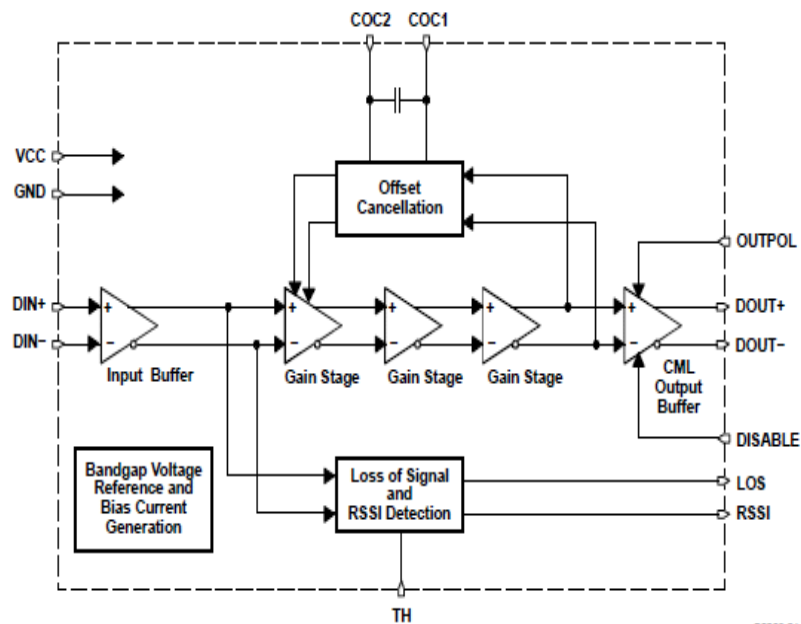 COC2 COC1
VCC
GND
Offset
Cancellation
OUTPOL
DIN+
DIN−
+
−
Input Buffer
+
−
Gain Stage
+
−
Gain Stage
+
−
Gain Stage
+
−
CML
Output
Buffer
DOUT+
DOUT−
DISABLE
Bandgap Voltage
Reference and
Bias Current
Generation
Loss of Signal
and
RSSI Detection
LOS
RSSI
TH